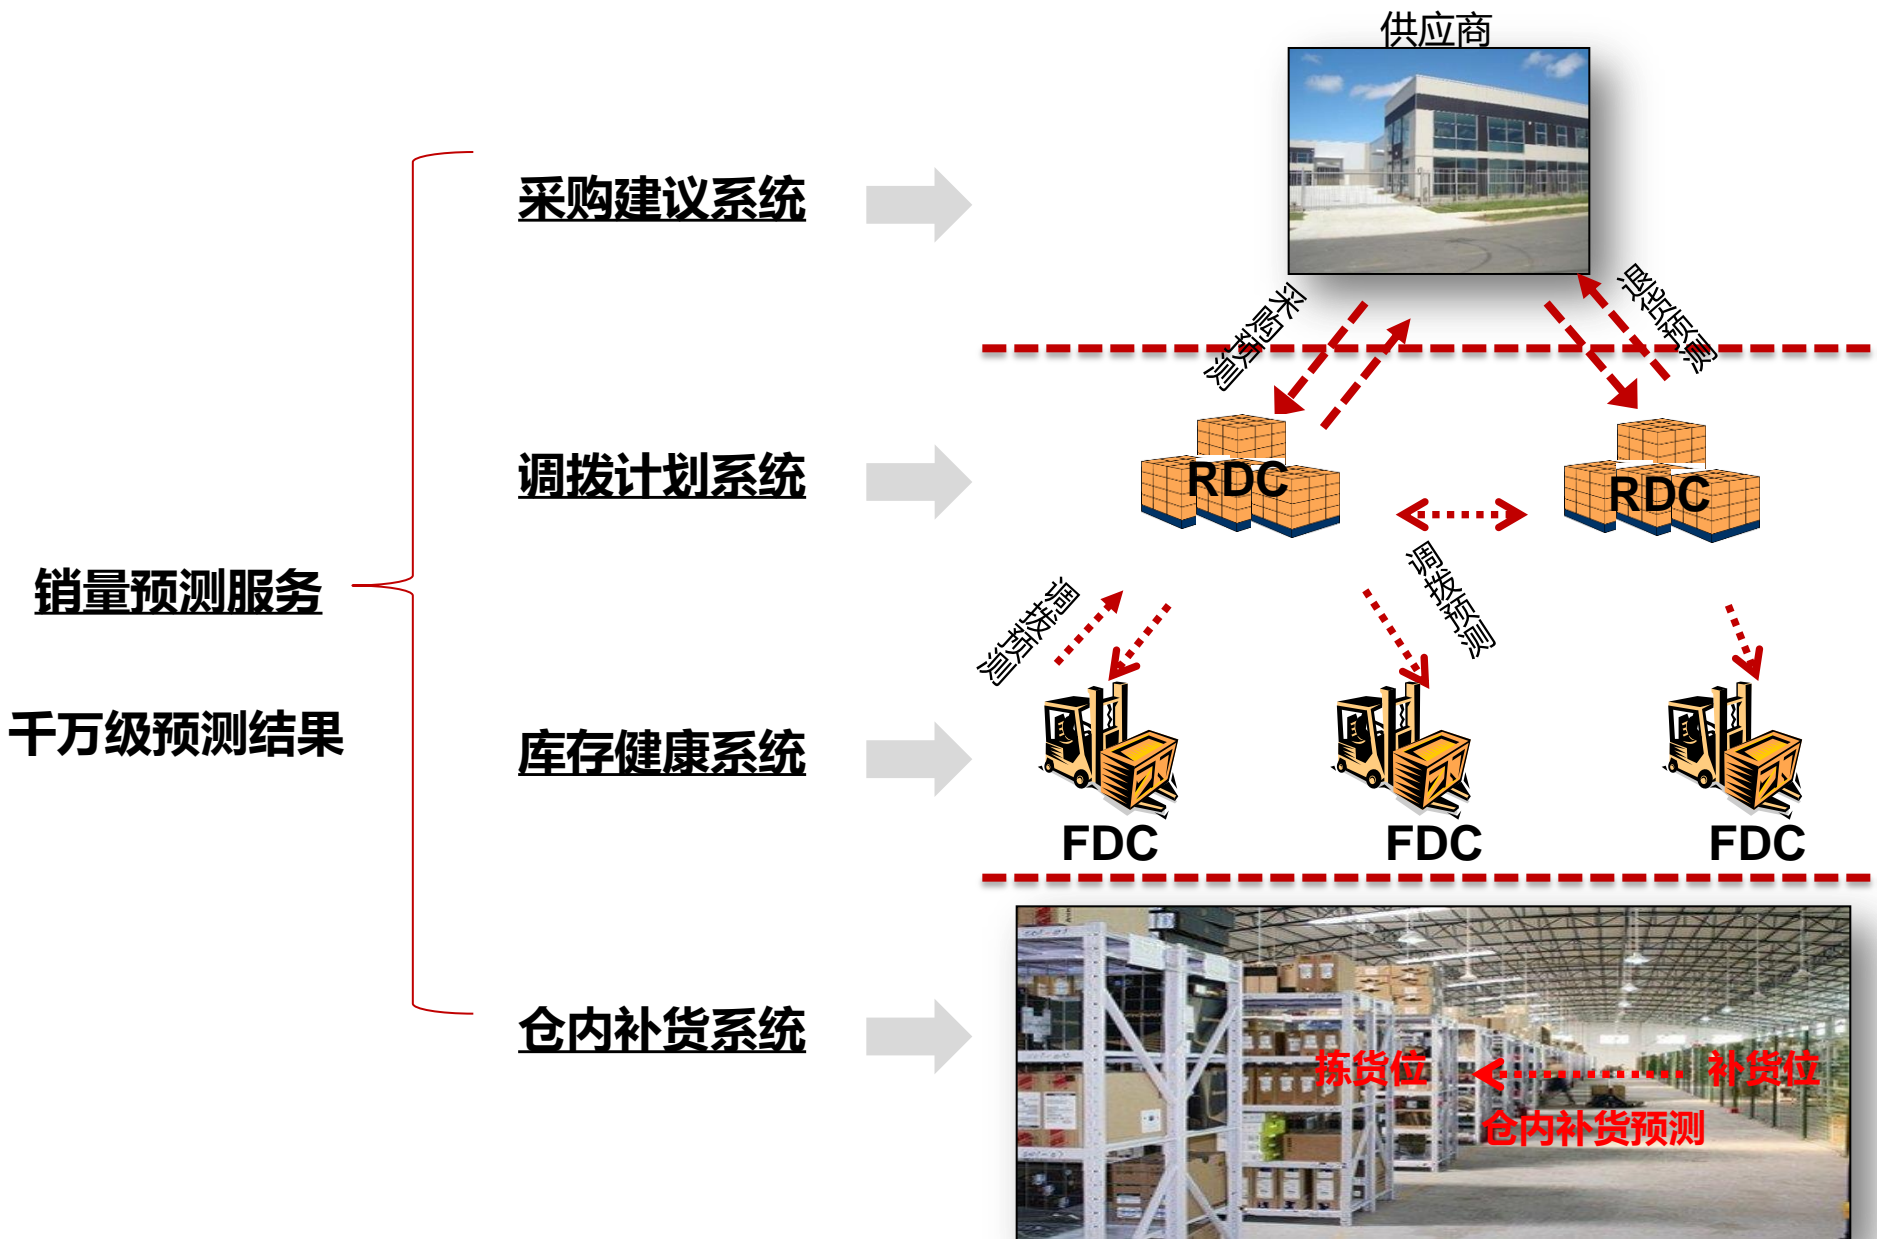 供应商
采购建议系统
采购预测
退货预测
调拨计划系统
RDC
RDC
销量预测服务
调拨预测
调拨预测
千万级预测结果
库存健康系统
FDC
FDC
FDC
仓内补货系统
拣货位
补货位
仓内补货预测